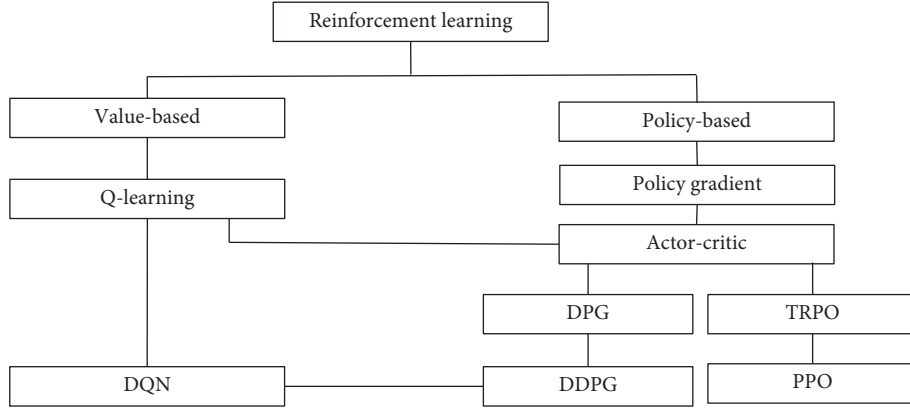 Reinforcement learning
Value-based
Policy-based
Q-learning
Policy gradient
Actor-critic
DPG
TRPO
DQN
DDPG
PPO